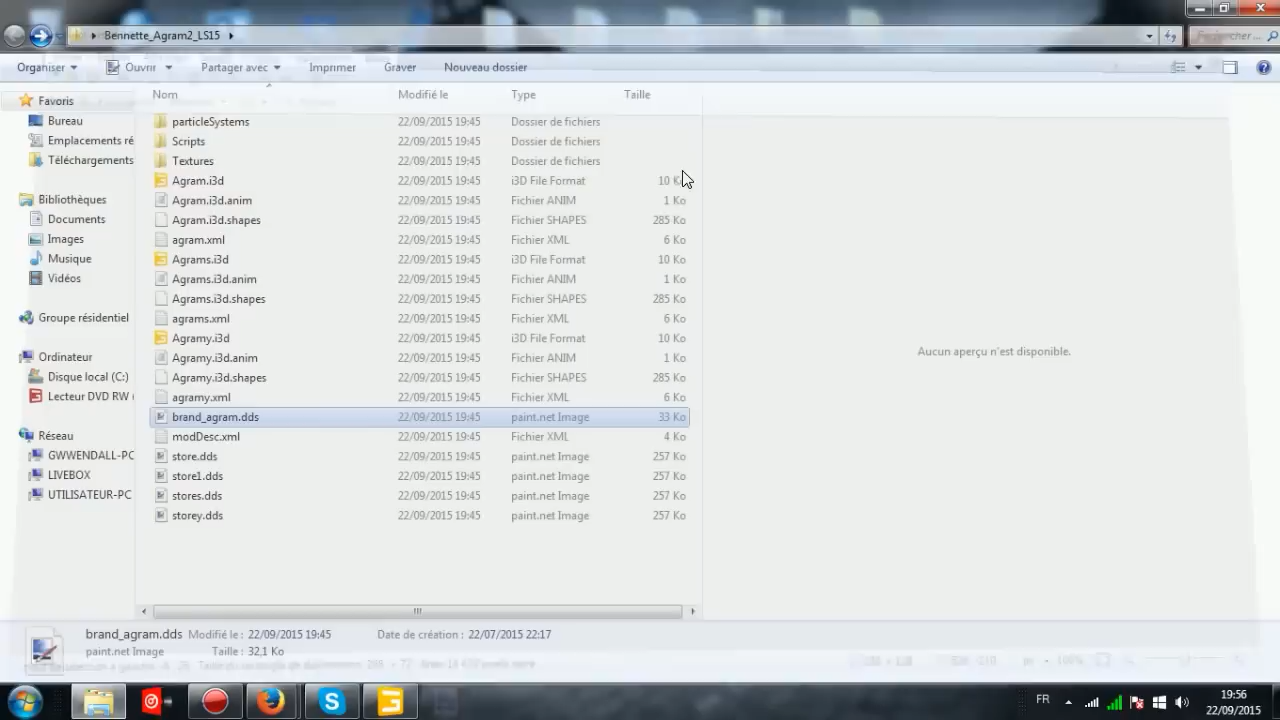 Bennette_Agram2_LS15
Organiser Ouvrir Partager avec Imprimer Graver Nouveau dossier
Nom Modifié le Type Taille
Favoris
Bureau
Emplacements ré
Téléchargements
Bibliothèques
Documents
Images
Musique
Vidéos
Groupe résidentiel
Ordinateur
Disque local (C:)
Lecteur DVD RW (
Réseau
GWWENDALL-PC
LIVEBOX
UTILISATEUR-PC
particleSystems 22/09/2015 19:45 Dossier de fichiers
Scripts 22/09/2015 19:45 Dossier de fichiers
Textures 22/09/2015 19:45 Dossier de fichiers
Agram.i3d 22/09/2015 19:45 i3D File Format 10 Ko
Agram.i3d.anim 22/09/2015 19:45 Fichier ANIM 1 Ko
Agram.i3d.shapes 22/09/2015 19:45 Fichier SHAPES 285 Ko
agram.xml 22/09/2015 19:45 Fichier XML 6 Ko
Agrams.i3d 22/09/2015 19:45 i3D File Format 10 Ko
Agrams.i3d.anim 22/09/2015 19:45 Fichier ANIM 1 Ko
Agrams.i3d.shapes 22/09/2015 19:45 Fichier SHAPES 285 Ko
agrams.xml 22/09/2015 19:45 Fichier XML 6 Ko
Agramy.i3d 22/09/2015 19:45 i3D File Format 10 Ko
Agramy.i3d.anim 22/09/2015 19:45 Fichier ANIM 1 Ko
Agramy.i3d.shapes 22/09/2015 19:45 Fichier SHAPES 285 Ko
agramy.xml 22/09/2015 19:45 Fichier XML 6 Ko
brand_agram.dds 22/09/2015 19:45 paint.net Image 33 Ko
modDesc.xml 22/09/2015 19:45 Fichier XML 4 Ko
store.dds 22/09/2015 19:45 paint.net Image 257 Ko
store1.dds 22/09/2015 19:45 paint.net Image 257 Ko
stores.dds 22/09/2015 19:45 paint.net Image 257 Ko
storey.dds 22/09/2015 19:45 paint.net Image 257 Ko
Aucun aperçu n'est disponible.
brand_agram.dds Modifié le : 22/09/2015 19:45 Date de création : 22/07/2015 22:17
paint.net Image Taille : 32,1 Ko
FR
19:56
22/09/2015